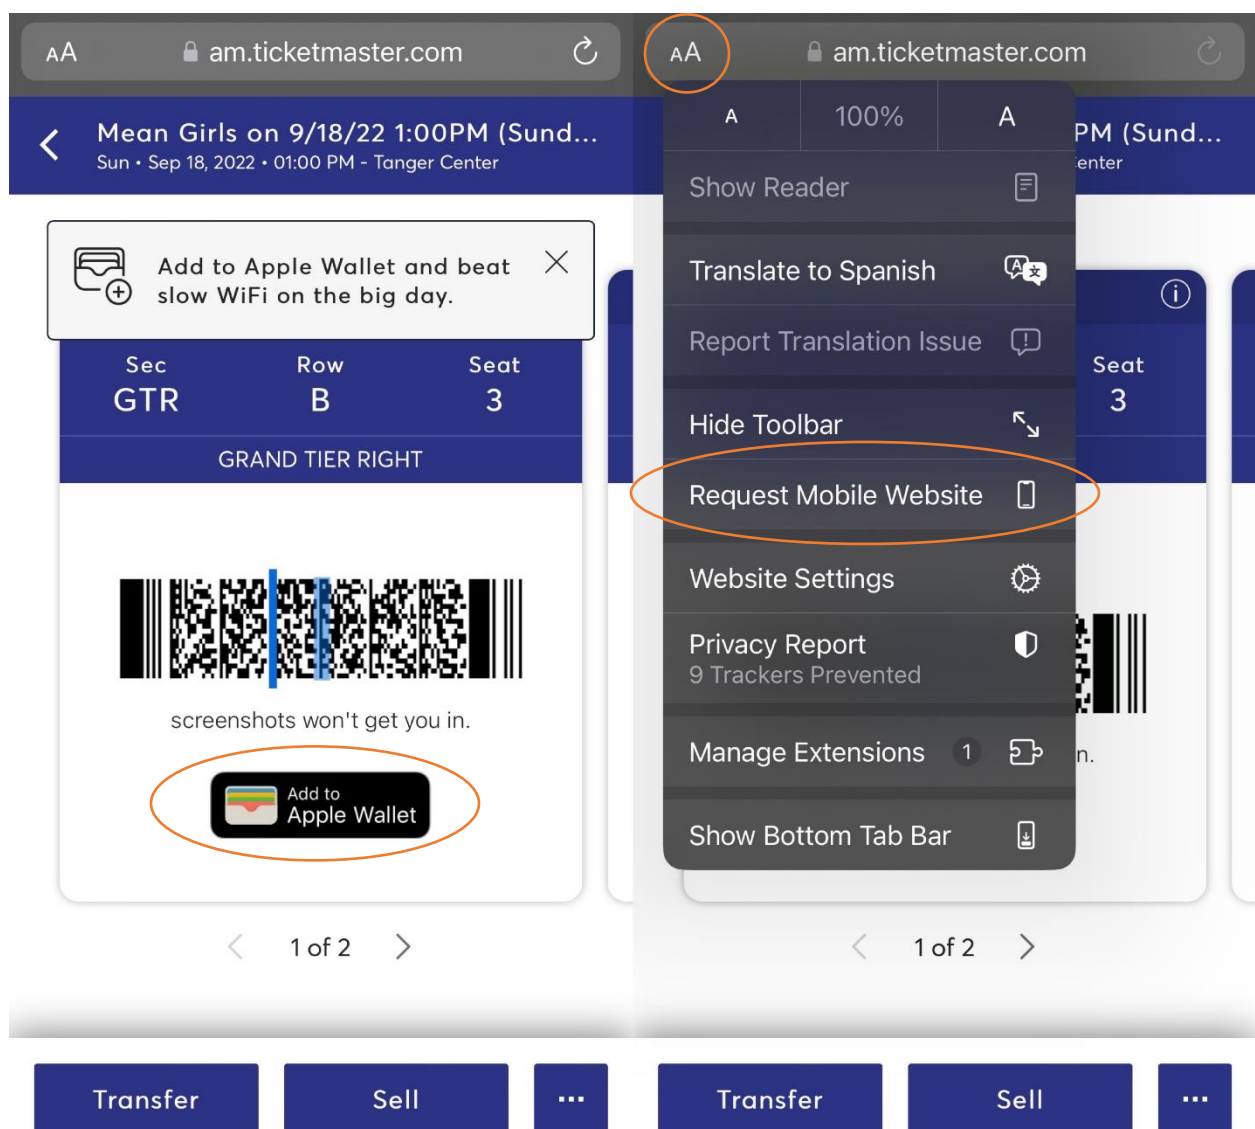 AA am.ticketmaster.com
Mean Girls on 9/18/22 1:00PM (Sund...
Sun • Sep 18, 2022 • 01:00 PM - Tanger Center
Add to Apple Wallet and beat
slow WiFi on the big day.
Sec Row Seat
GTR B 3
GRAND TIER RIGHT
screenshots won't get you in.
Add to
Apple Wallet
1 of 2
Transfer Sell ...
AA am.ticketmaster.com
A 100% A
PM (Sund...
enter
Show Reader
Translate to Spanish
Report Translation Issue
Seat
3
Hide Toolbar
Request Mobile Website
Website Settings
Privacy Report
9 Trackers Prevented
Manage Extensions 1
n.
Show Bottom Tab Bar
1 of 2
Transfer Sell ...